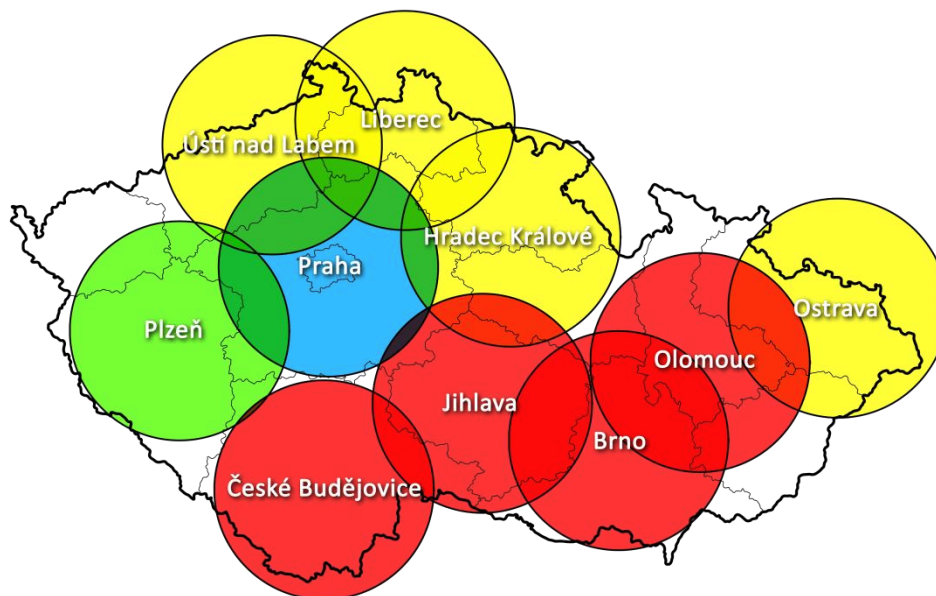 Liberec
Ústí nad Labem
Hradec Králové
Praha
Plzeň
Ostrava
Olomouc
Jihlava
Brno
České Budějovice